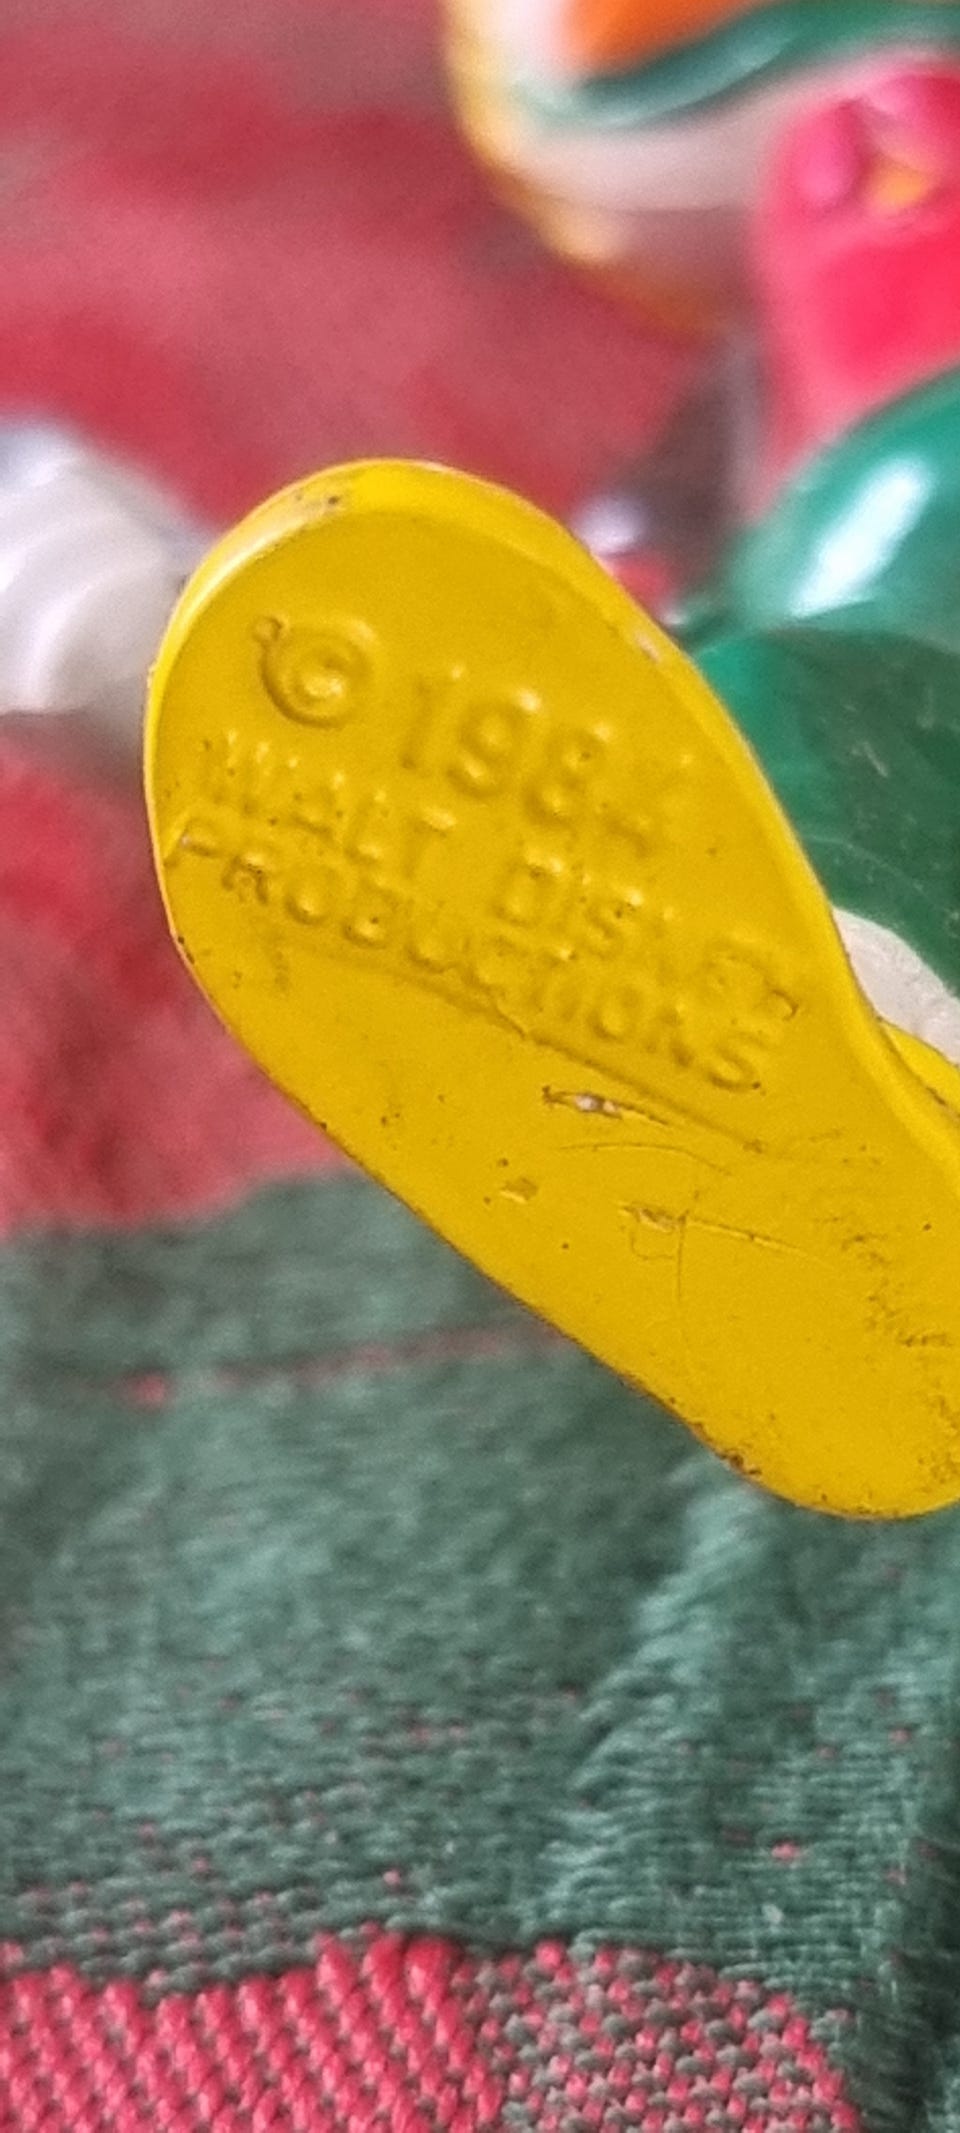 © 1984
WALT DISNEY
PRODUCTIONS